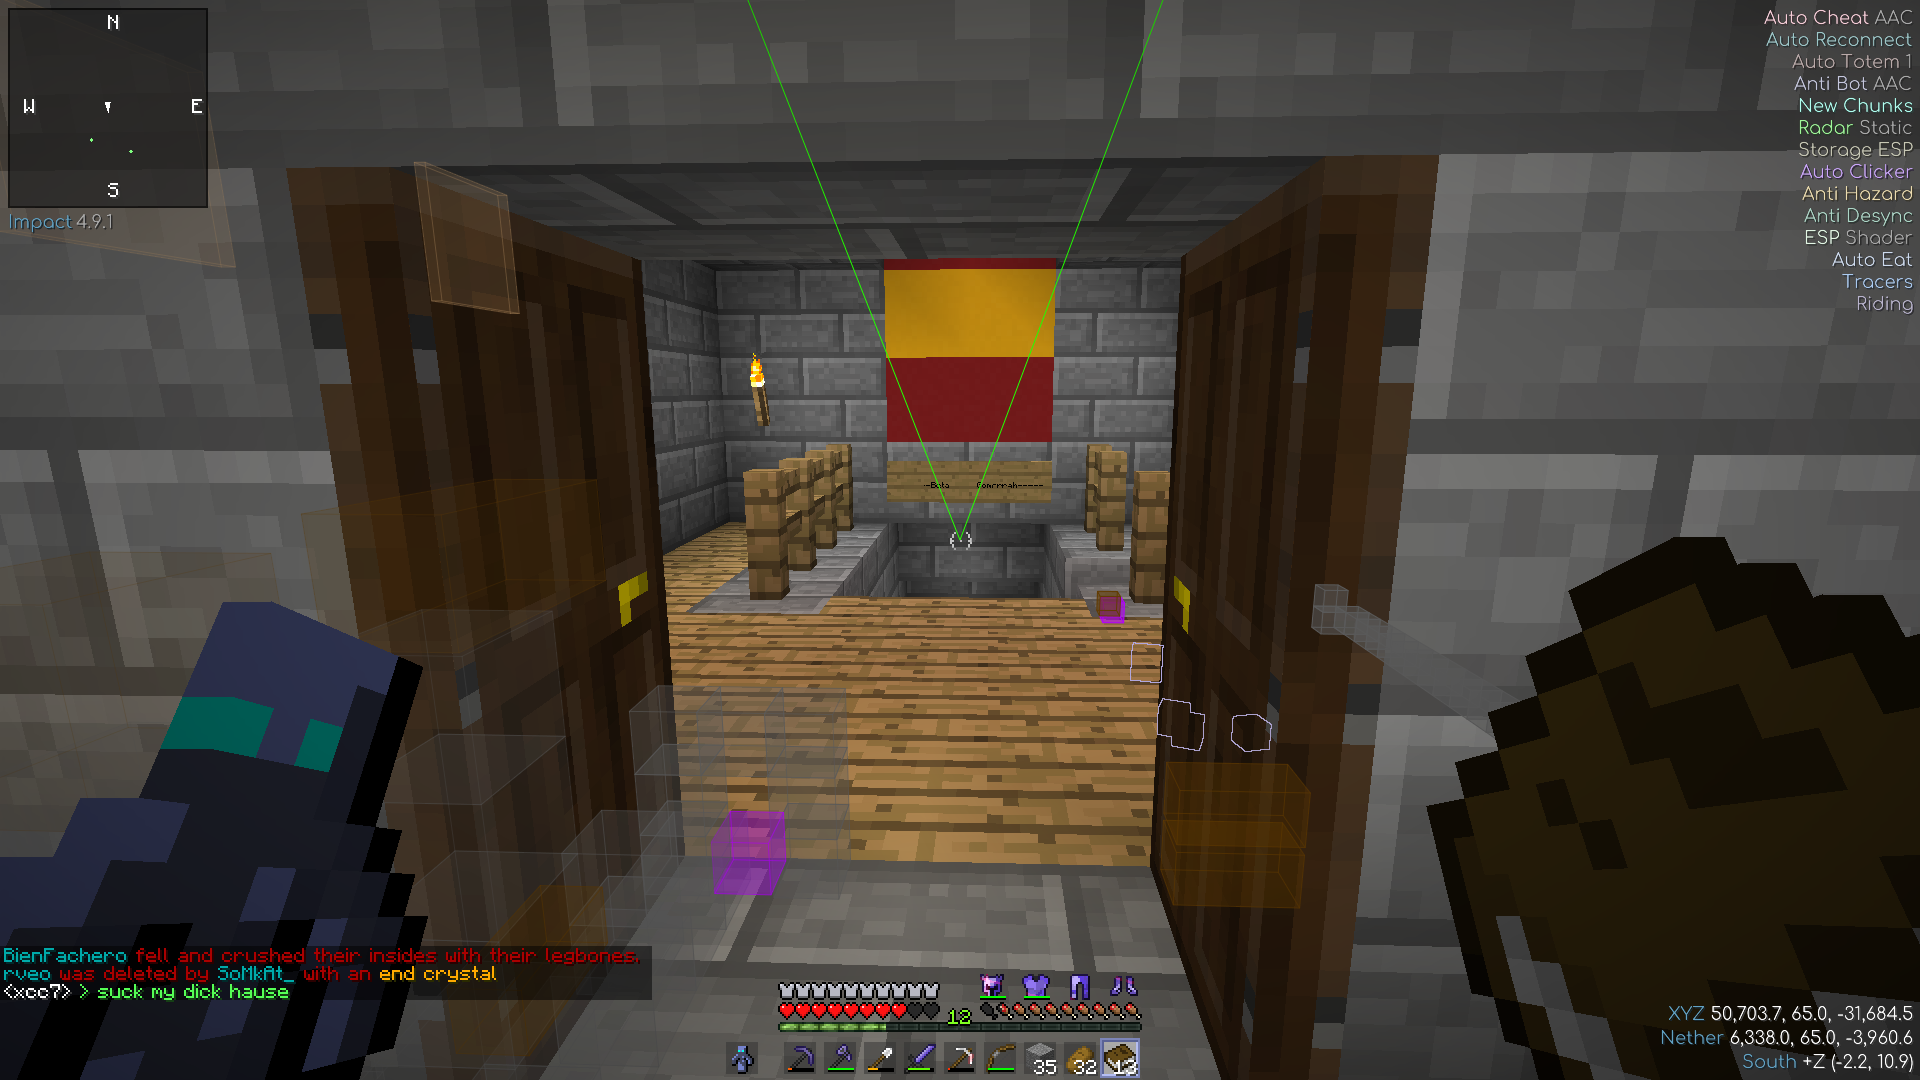 N
W
E
S
Impact 4.9.1
Auto Cheat AAC
Auto Reconnect
Auto Totem 1
Anti Bot AAC
New Chunks
Radar Static
Storage ESP
Auto Clicker
Anti Hazard
Anti Desync
ESP Shader
Auto Eat
Tracers
Riding
BienFachero fell and crushed their insides with their legbones.
rveo was deleted by SoMkAt_ with an end crystal
<xcc7> > suck my dick hause
12
35
32
13
XYZ 50,703.7, 65.0, -31,684.5
Nether 6,338.0, 65.0, -3,960.6
South +Z (-2.2, 10.9)